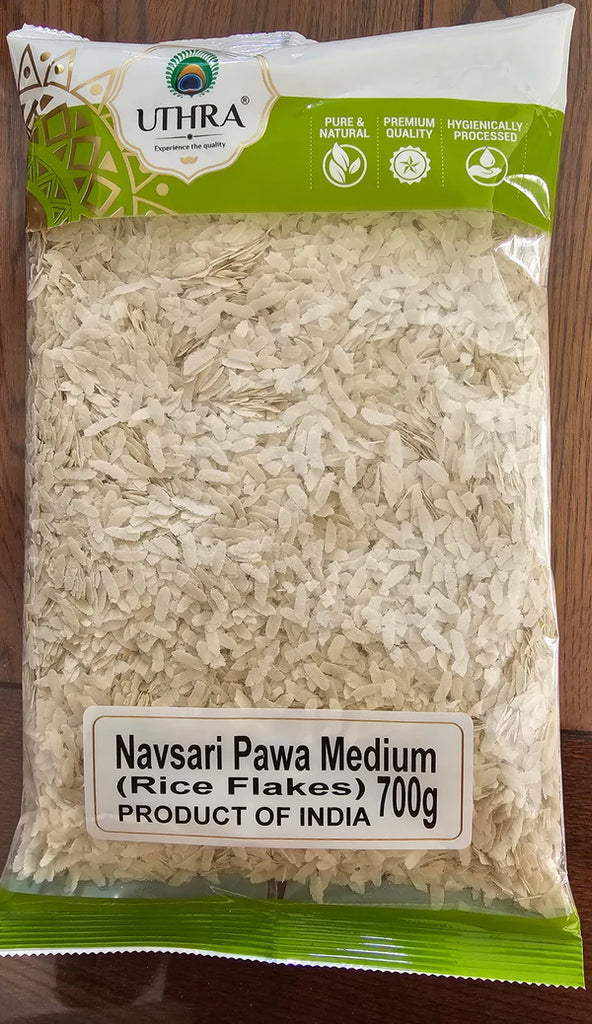 UTHRA®
Experience the quality
PURE &
NATURAL
PREMIUM
QUALITY
HYGIENICALLY
PROCESSED
Navsari Pawa Medium
(Rice Flakes) 700g
PRODUCT OF INDIA